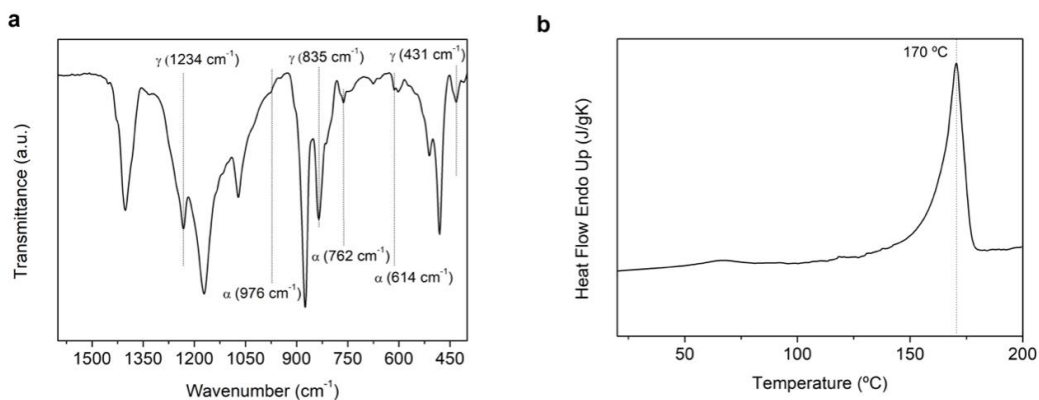 a
γ (1234 cm⁻¹)
γ (835 cm⁻¹)
γ (431 cm⁻¹)
α (762 cm⁻¹)
α (976 cm⁻¹)
α (614 cm⁻¹)
Transmittance (a.u.)
1500 1350 1200 1050 900 750 600 450
Wavenumber (cm⁻¹)
b
170 ºC
Heat Flow Endo Up (J/gK)
50 100 150 200
Temperature (ºC)